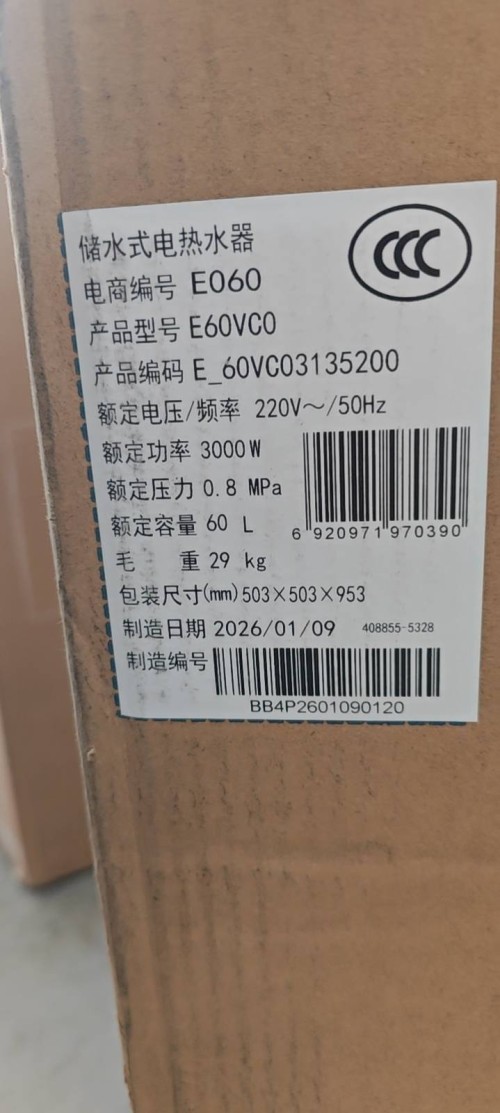 储水式电热水器
CCC
电商编号 E060
产品型号 E60VC0
产品编码 E_60VC03135200
额定电压/频率 220V～/50Hz
额定功率 3000W
额定压力 0.8 MPa
额定容量 60 L
6 920971 970390
毛 重 29 kg
包装尺寸(mm)503×503×953
制造日期 2026/01/09 408855-5328
制造编号
BB4P2601090120